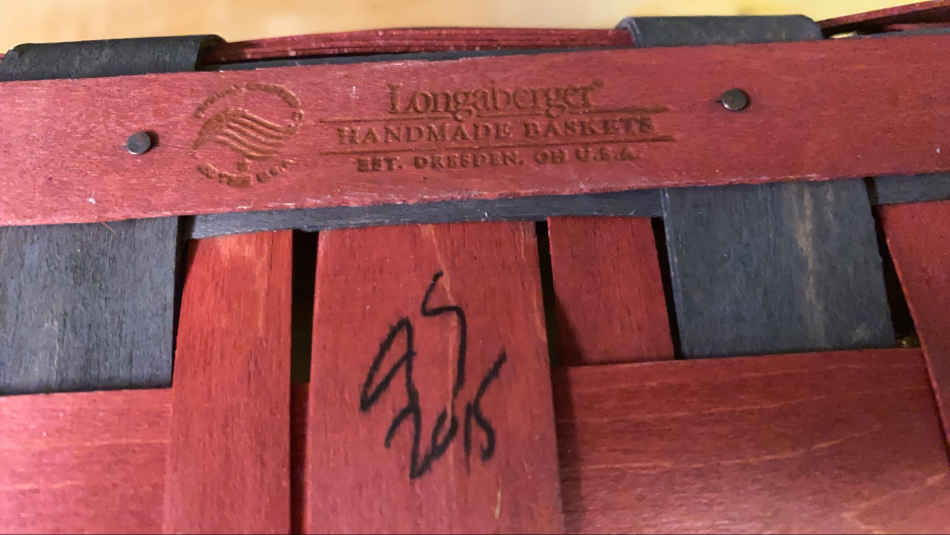 Longaberger®
HANDMADE BASKETS
EST. DRESDEN, OH U.S.A.
2015